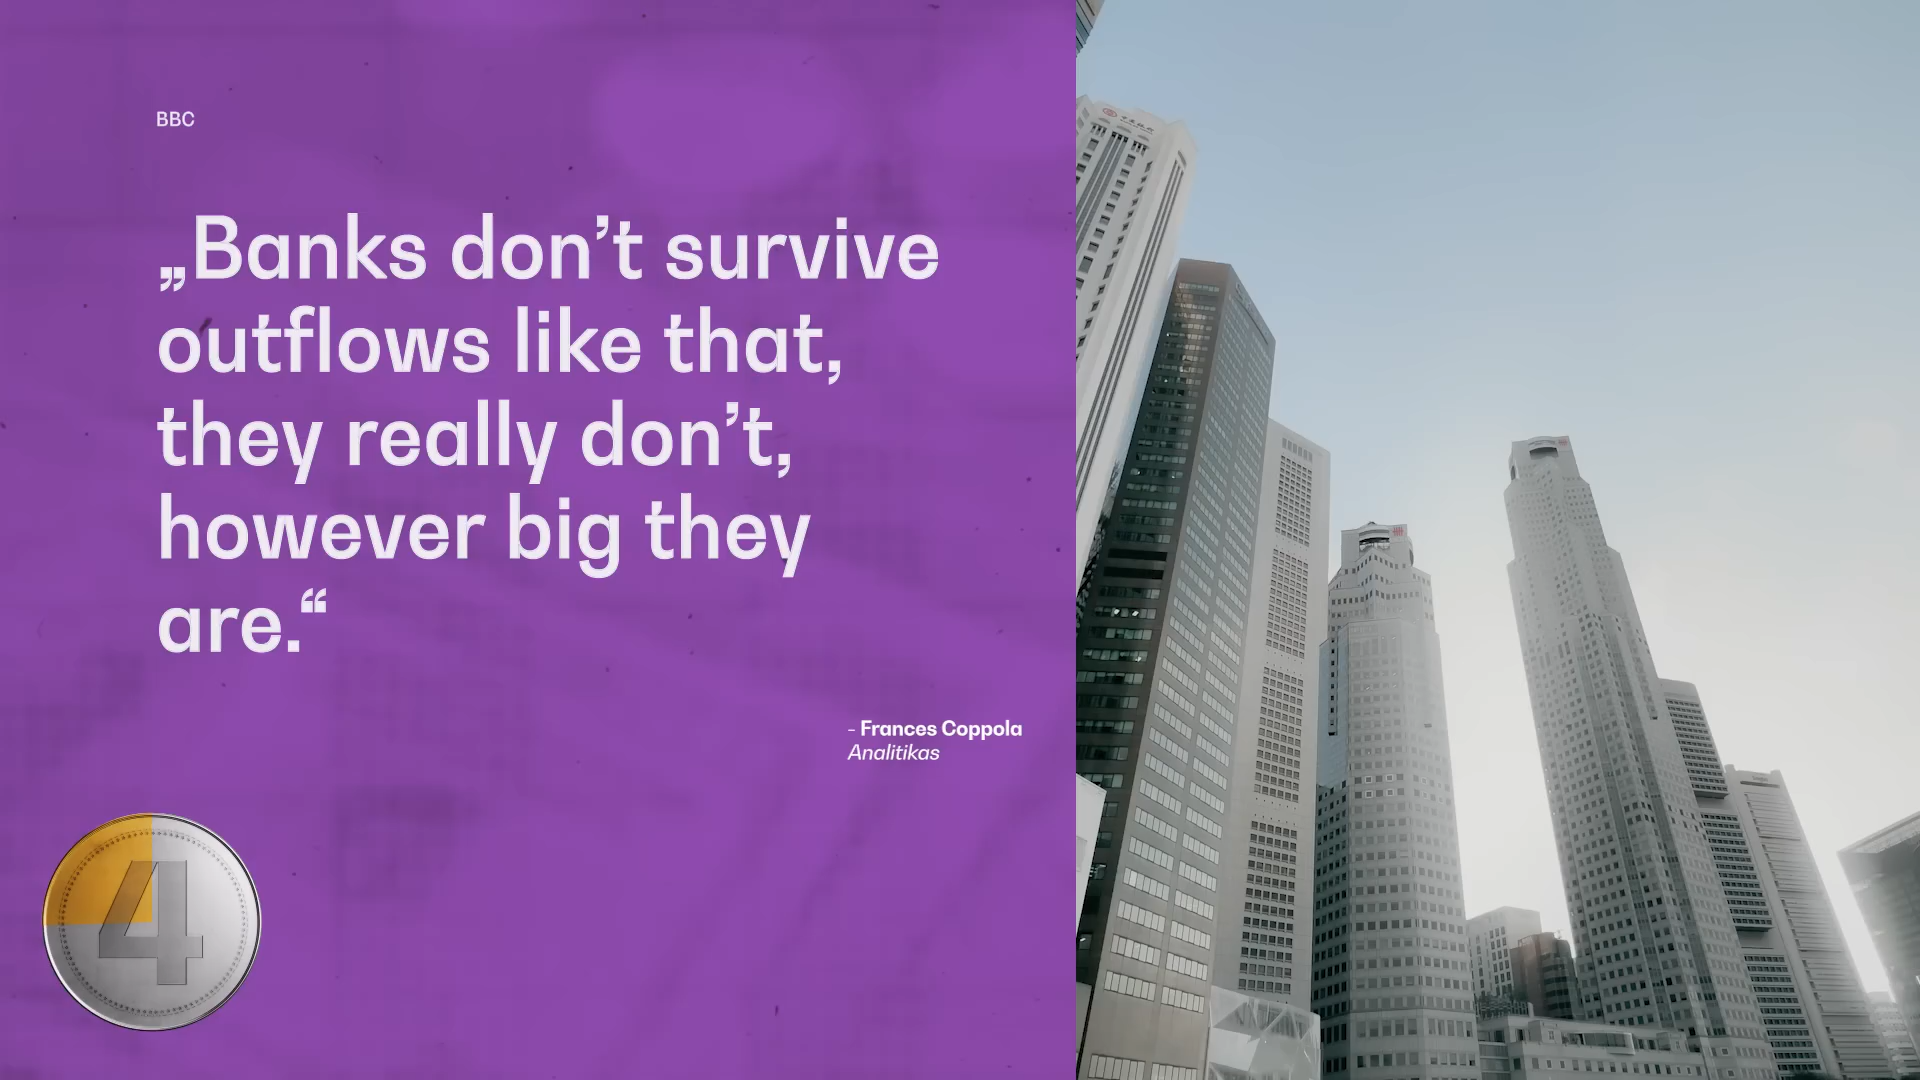 BBC
„Banks don’t survive
outflows like that,
they really don’t,
however big they
are.“
- Frances Coppola
Analitikas
4